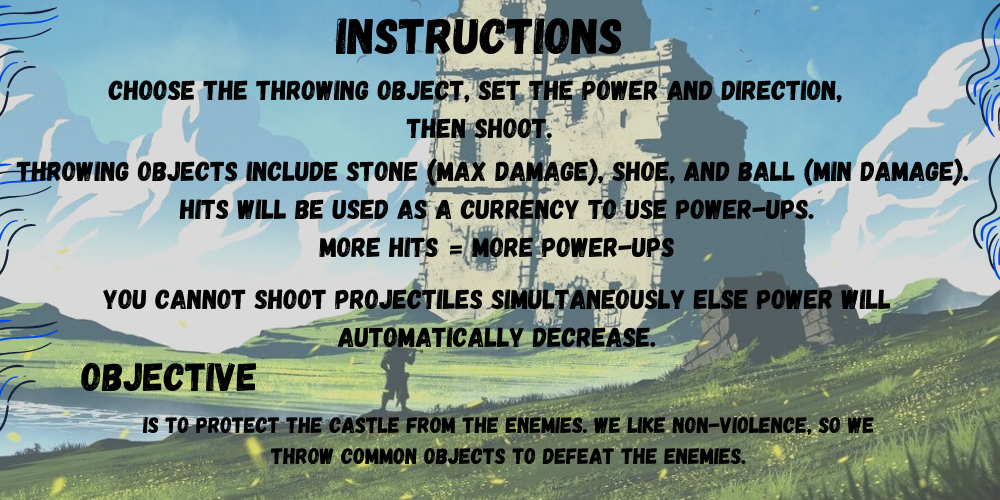 INSTRUCTIONS
CHOOSE THE THROWING OBJECT, SET THE POWER AND DIRECTION,
THEN SHOOT.
THROWING OBJECTS INCLUDE STONE (MAX DAMAGE), SHOE, AND BALL (MIN DAMAGE).
HITS WILL BE USED AS A CURRENCY TO USE POWER-UPS.
MORE HITS = MORE POWER-UPS
YOU CANNOT SHOOT PROJECTILES SIMULTANEOUSLY ELSE POWER WILL
AUTOMATICALLY DECREASE.
OBJECTIVE
IS TO PROTECT THE CASTLE FROM THE ENEMIES. WE LIKE NON-VIOLENCE, SO WE
THROW COMMON OBJECTS TO DEFEAT THE ENEMIES.